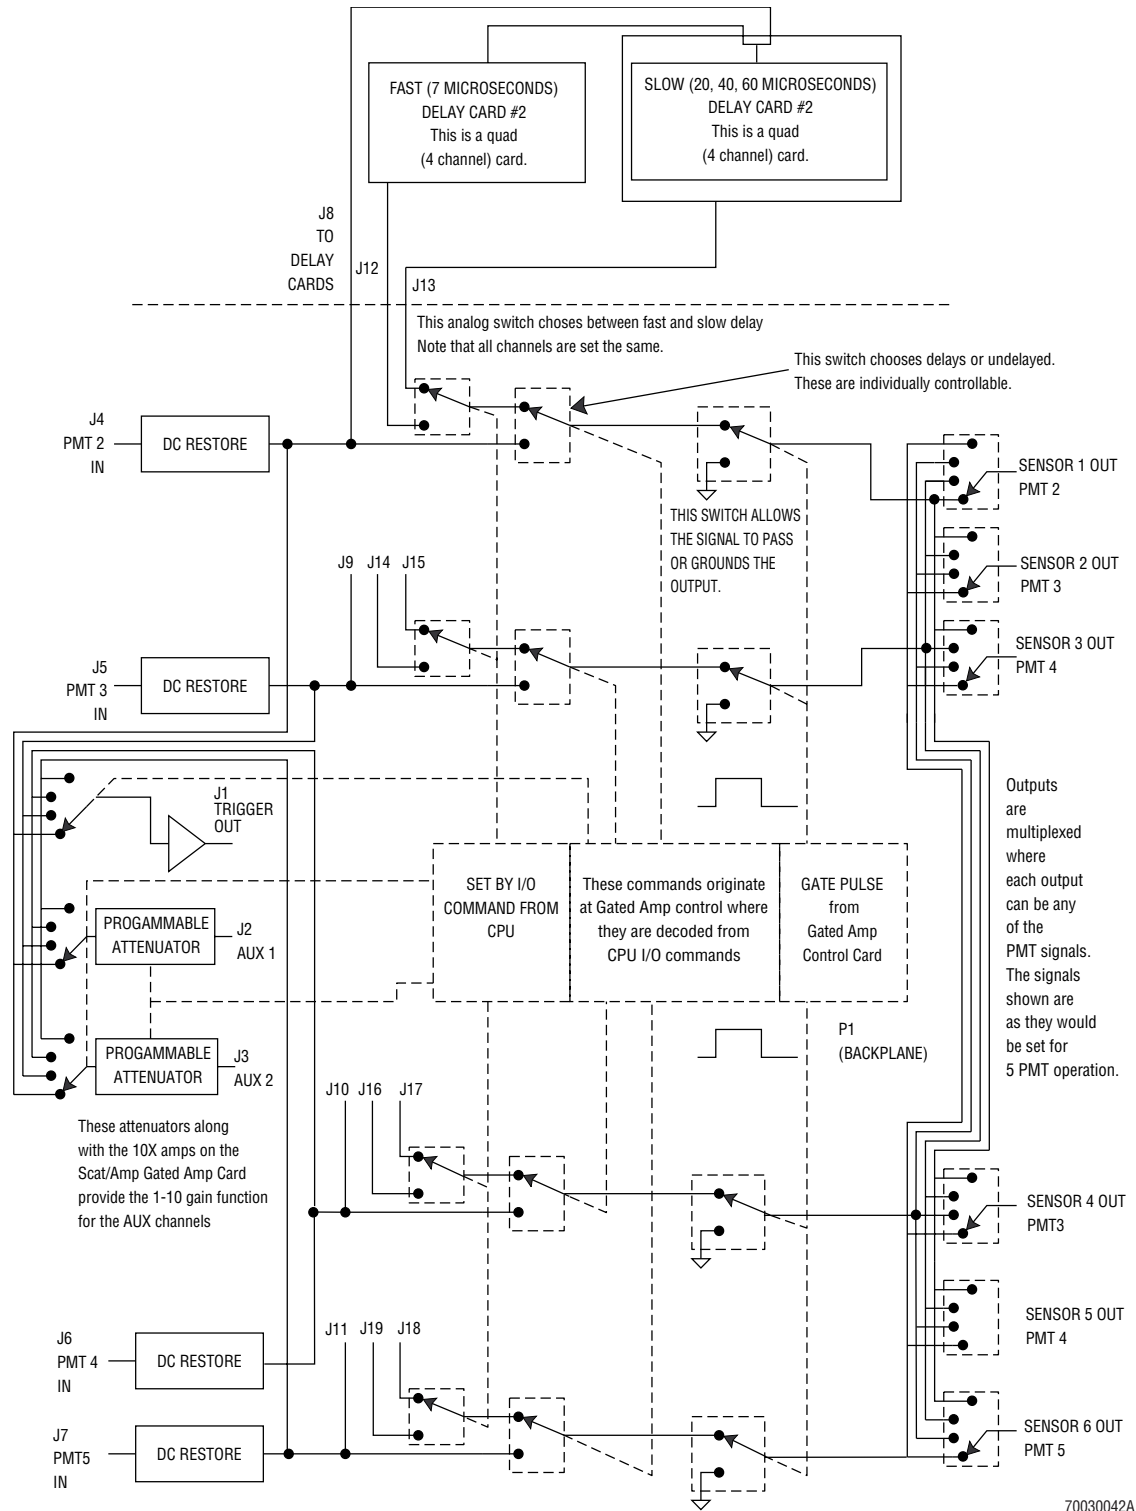 FAST (7 MICROSECONDS)
DELAY CARD #2
This is a quad
(4 channel) card.
SLOW (20, 40, 60 MICROSECONDS)
DELAY CARD #2
This is a quad
(4 channel) card.
J8
TO
DELAY
CARDS
J12
J13
This analog switch choses between fast and slow delay
Note that all channels are set the same.
This switch chooses delays or undelayed.
These are individually controllable.
J4
PMT 2
IN
DC RESTORE
SENSOR 1 OUT
PMT 2
THIS SWITCH ALLOWS
THE SIGNAL TO PASS
OR GROUNDS THE
OUTPUT.
SENSOR 2 OUT
PMT 3
J9
J14
J15
J5
PMT 3
IN
DC RESTORE
SENSOR 3 OUT
PMT 4
J1
TRIGGER
OUT
Outputs
are
multiplexed
where
each output
can be any
of the
PMT signals.
The signals
shown are
as they would
be set for
5 PMT operation.
SET BY I/O
COMMAND FROM
CPU
These commands originate
at Gated Amp control where
they are decoded from
CPU I/O commands
GATE PULSE
from
Gated Amp
Control Card
PROGAMMABLE
ATTENUATOR
J2
AUX 1
PROGAMMABLE
ATTENUATOR
J3
AUX 2
P1
(BACKPLANE)
These attenuators along
with the 10X amps on the
Scat/Amp Gated Amp Card
provide the 1-10 gain function
for the AUX channels
J10
J16
J17
SENSOR 4 OUT
PMT3
J6
PMT 4
IN
DC RESTORE
J11
J19
J18
SENSOR 5 OUT
PMT 4
J7
PMT5
IN
DC RESTORE
SENSOR 6 OUT
PMT 5
70030042A